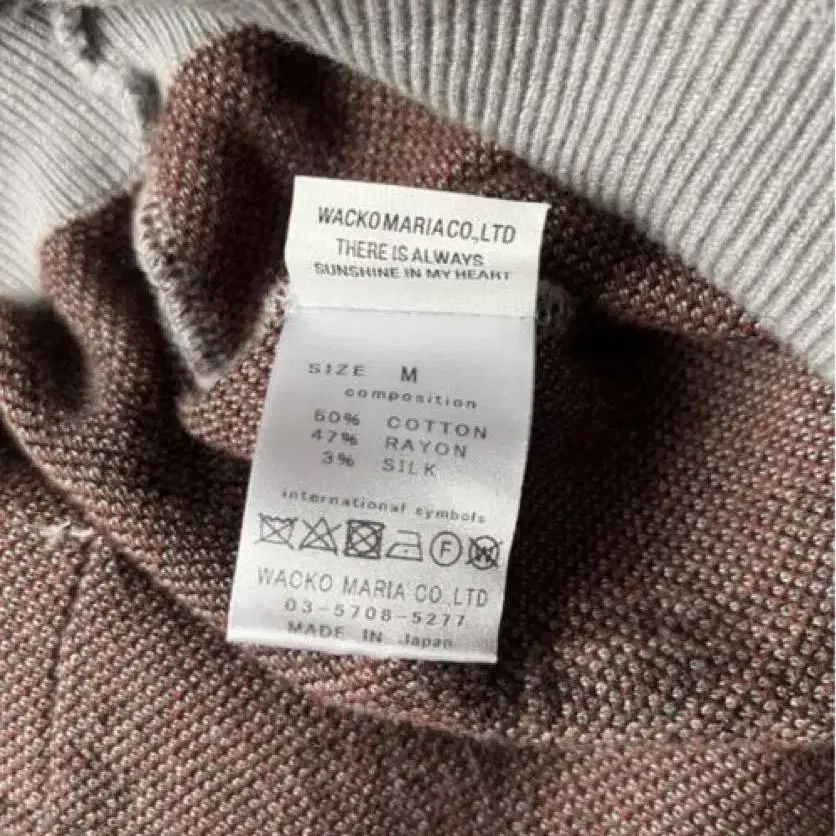 WACKO MARIA CO.,LTD
THERE IS ALWAYS
SUNSHINE IN MY HEART
SIZE M
composition
50% COTTON
47% RAYON
3% SILK
international symbols
F W
WACKO MARIA CO.,LTD
03-5708-5277
MADE IN Japan